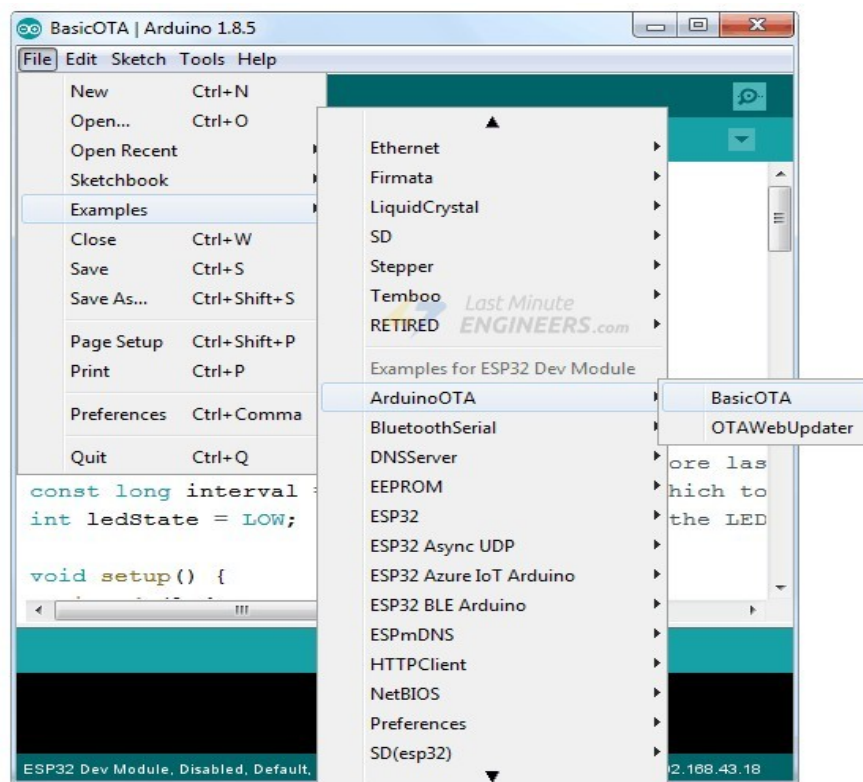 BasicOTA | Arduino 1.8.5
File Edit Sketch Tools Help
New Ctrl+N
Open... Ctrl+O
Open Recent
Sketchbook
Examples
Close Ctrl+W
Save Ctrl+S
Save As... Ctrl+Shift+S
Page Setup Ctrl+Shift+P
Print Ctrl+P
Preferences Ctrl+Comma
Quit Ctrl+Q
Ethernet
Firmata
LiquidCrystal
SD
Stepper
Temboo
RETIRED
Last Minute
ENGINEERS.com
Examples for ESP32 Dev Module
ArduinoOTA
BluetoothSerial
DNSServer
EEPROM
ESP32
ESP32 Async UDP
ESP32 Azure IoT Arduino
ESP32 BLE Arduino
ESPmDNS
HTTPClient
NetBIOS
Preferences
SD(esp32)
BasicOTA
OTAWebUpdater
ore las
const long interval = hich to
int ledState = LOW; the LED
void setup() {
ESP32 Dev Module, Disabled, Default, 2.168.43.18